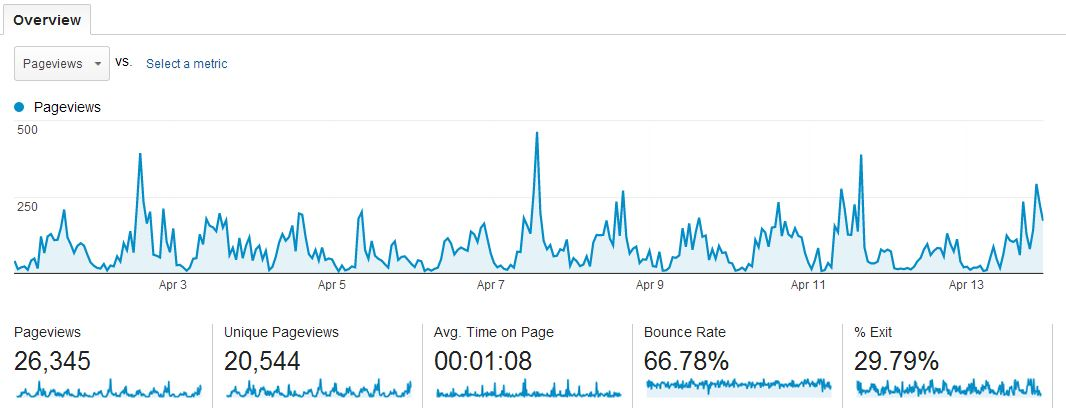 Overview
Pageviews vs. Select a metric
Pageviews
500
250
Apr 3 Apr 5 Apr 7 Apr 9 Apr 11 Apr 13
Pageviews Unique Pageviews Avg. Time on Page Bounce Rate % Exit
26,345 20,544 00:01:08 66.78% 29.79%